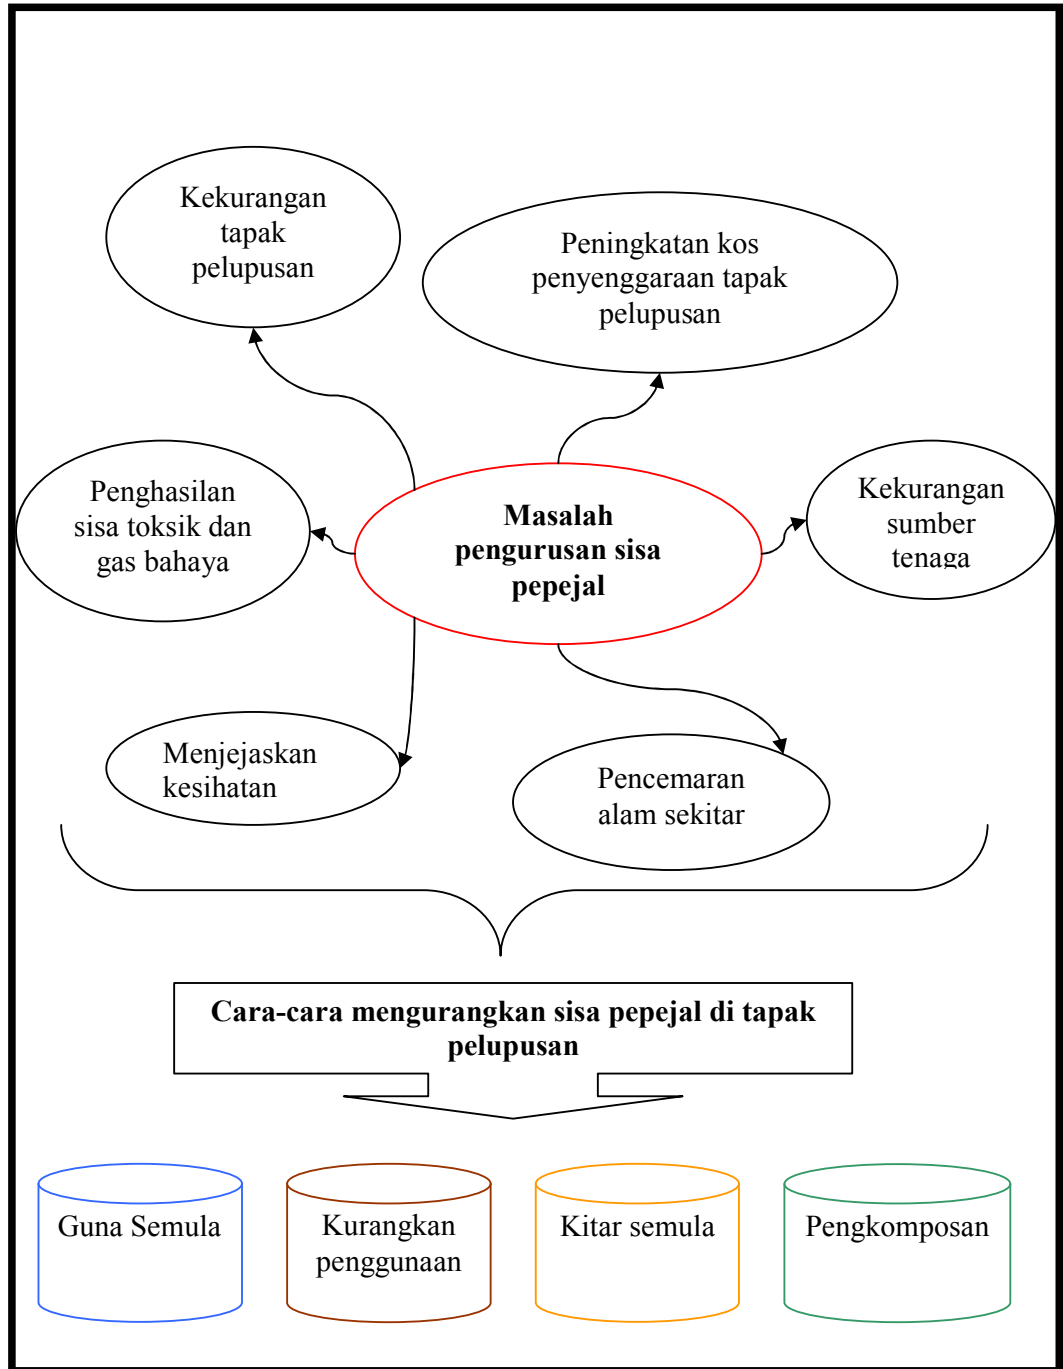 Kekurangan
tapak
pelupusan
Peningkatan kos
penyenggaraan tapak
pelupusan
Penghasilan
sisa toksik dan
gas bahaya
Masalah
pengurusan sisa
pepejal
Kekurangan
sumber
tenaga
Menjejaskan
kesihatan
Pencemaran
alam sekitar
Cara-cara mengurangkan sisa pepejal di tapak
pelupusan
Guna Semula
Kurangkan
penggunaan
Kitar semula
Pengkomposan